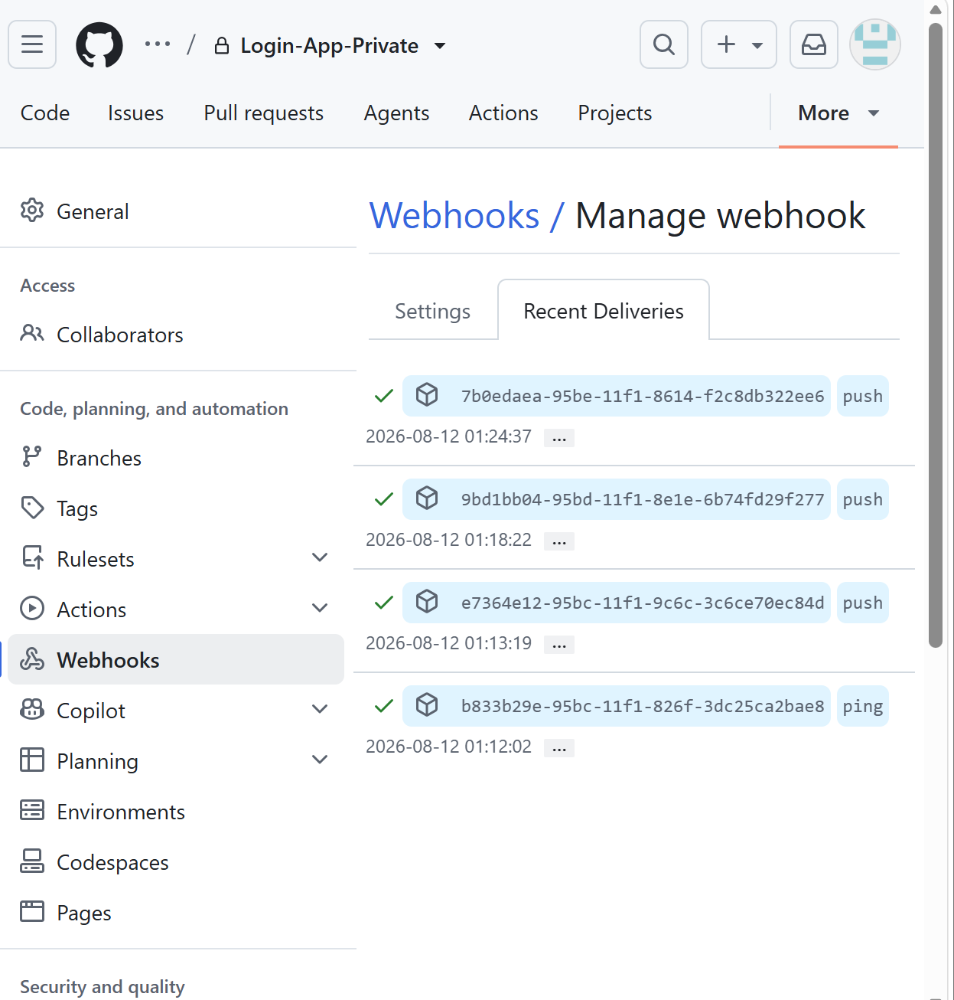 / Login-App-Private
Code Issues Pull requests Agents Actions Projects More
General
Access
Collaborators
Code, planning, and automation
Branches
Tags
Rulesets
Actions
Webhooks
Copilot
Planning
Environments
Codespaces
Pages
Security and quality
Webhooks / Manage webhook
Settings Recent Deliveries
7b0edaea-95be-11f1-8614-f2c8db322ee6 push
2026-08-12 01:24:37 ...
9bd1bb04-95bd-11f1-8e1e-6b74fd29f277 push
2026-08-12 01:18:22 ...
e7364e12-95bc-11f1-9c6c-3c6ce70ec84d push
2026-08-12 01:13:19 ...
b833b29e-95bc-11f1-826f-3dc25ca2bae8 ping
2026-08-12 01:12:02 ...